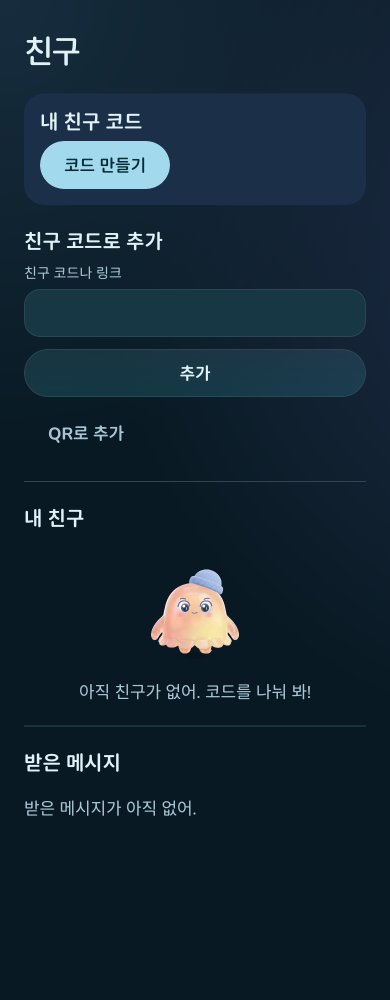 친구
내 친구 코드
코드 만들기
친구 코드로 추가
친구 코드나 링크
추가
QR로 추가
내 친구
아직 친구가 없어. 코드를 나눠 봐!
받은 메시지
받은 메시지가 아직 없어.